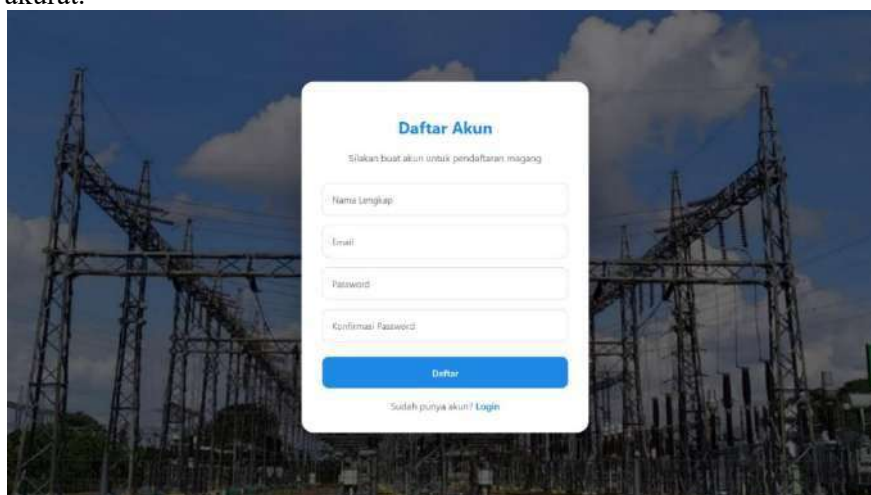 akurat.
Daftar Akun
Silakan buat akun untuk pendaftaran magang
Nama Lengkap
Email
Password
Konfirmasi Password
Daftar
Sudah punya akun? Login